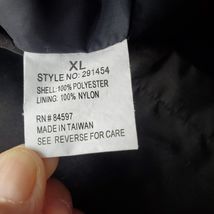 XL
STYLE NO: 291454
SHELL: 100% POLYESTER
LINING: 100% NYLON
RN# 84597
MADE IN TAIWAN
SEE REVERSE FOR CARE